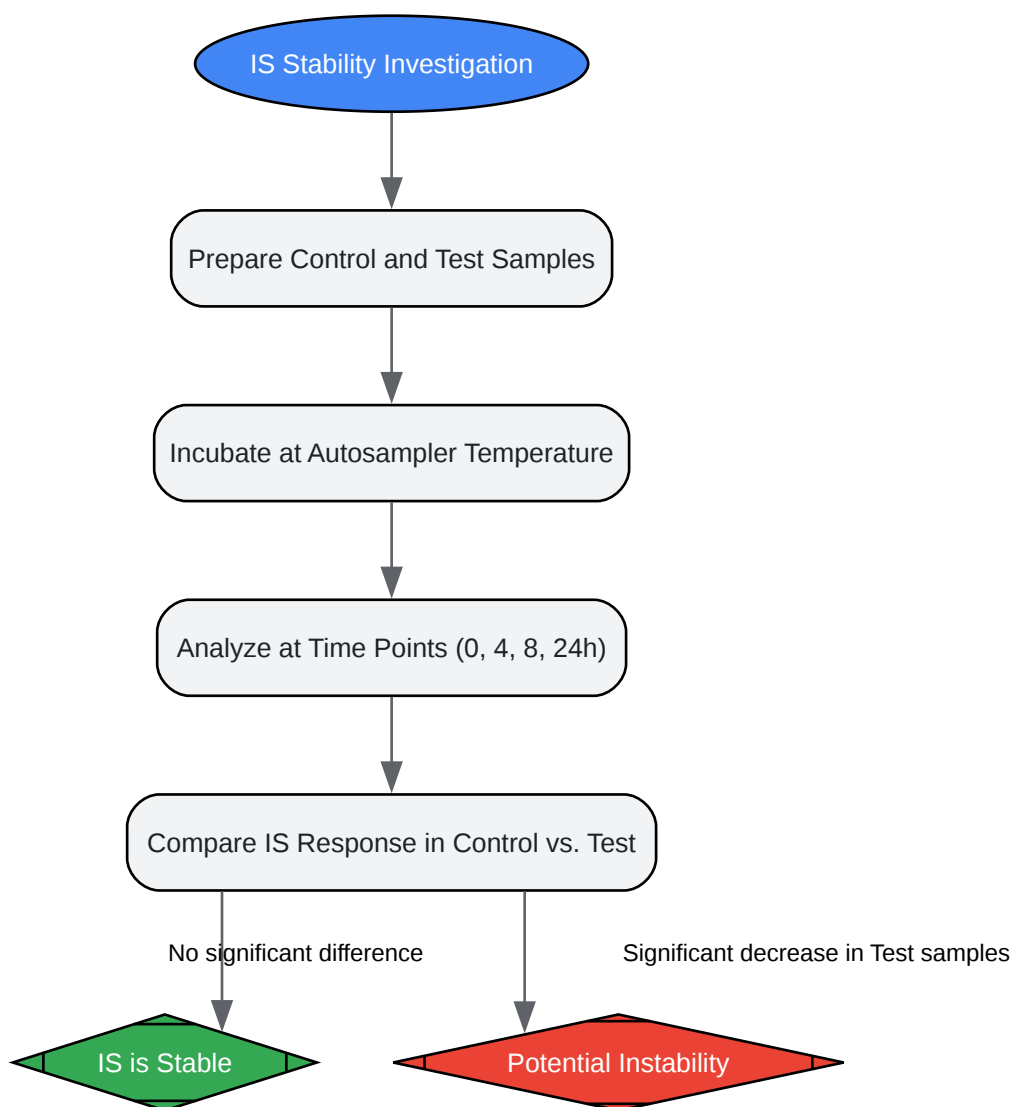 IS Stability Investigation
Prepare Control and Test Samples
Incubate at Autosampler Temperature
Analyze at Time Points (0, 4, 8, 24h)
Compare IS Response in Control vs. Test
No significant difference
Significant decrease in Test samples
IS is Stable
Potential Instability